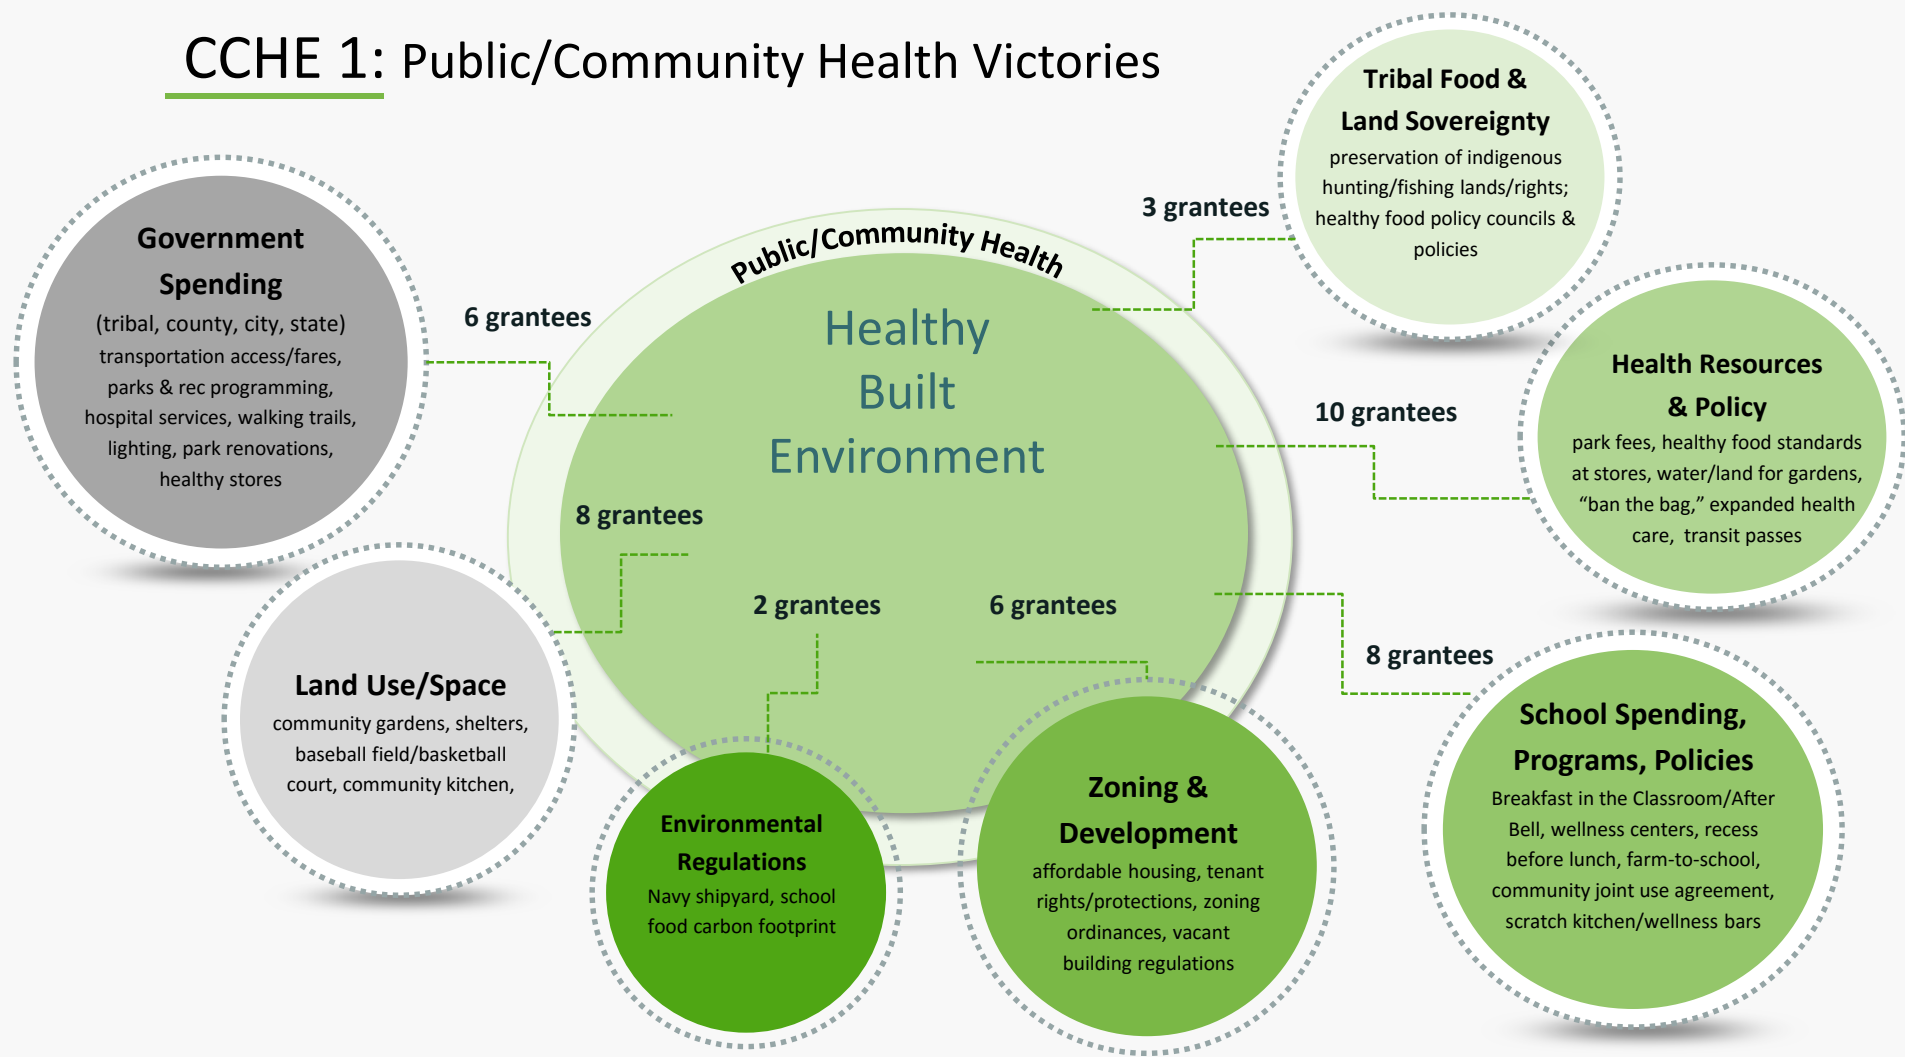 CCHE 1: Public/Community Health Victories
Government
Spending
(tribal, county, city, state)
transportation access/fares,
parks & rec programming,
hospital services, walking trails,
lighting, park renovations,
healthy stores
6 grantees
Public/Community Health
Healthy
Built
Environment
3 grantees
Tribal Food &
Land Sovereignty
preservation of indigenous
hunting/fishing lands/rights;
healthy food policy councils &
policies
10 grantees
Health Resources
& Policy
park fees, healthy food standards
at stores, water/land for gardens,
“ban the bag,” expanded health
care, transit passes
8 grantees
Land Use/Space
community gardens, shelters,
baseball field/basketball
court, community kitchen,
2 grantees
Environmental
Regulations
Navy shipyard, school
food carbon footprint
6 grantees
Zoning &
Development
affordable housing, tenant
rights/protections, zoning
ordinances, vacant
building regulations
8 grantees
School Spending,
Programs, Policies
Breakfast in the Classroom/After
Bell, wellness centers, recess
before lunch, farm-to-school,
community joint use agreement,
scratch kitchen/wellness bars